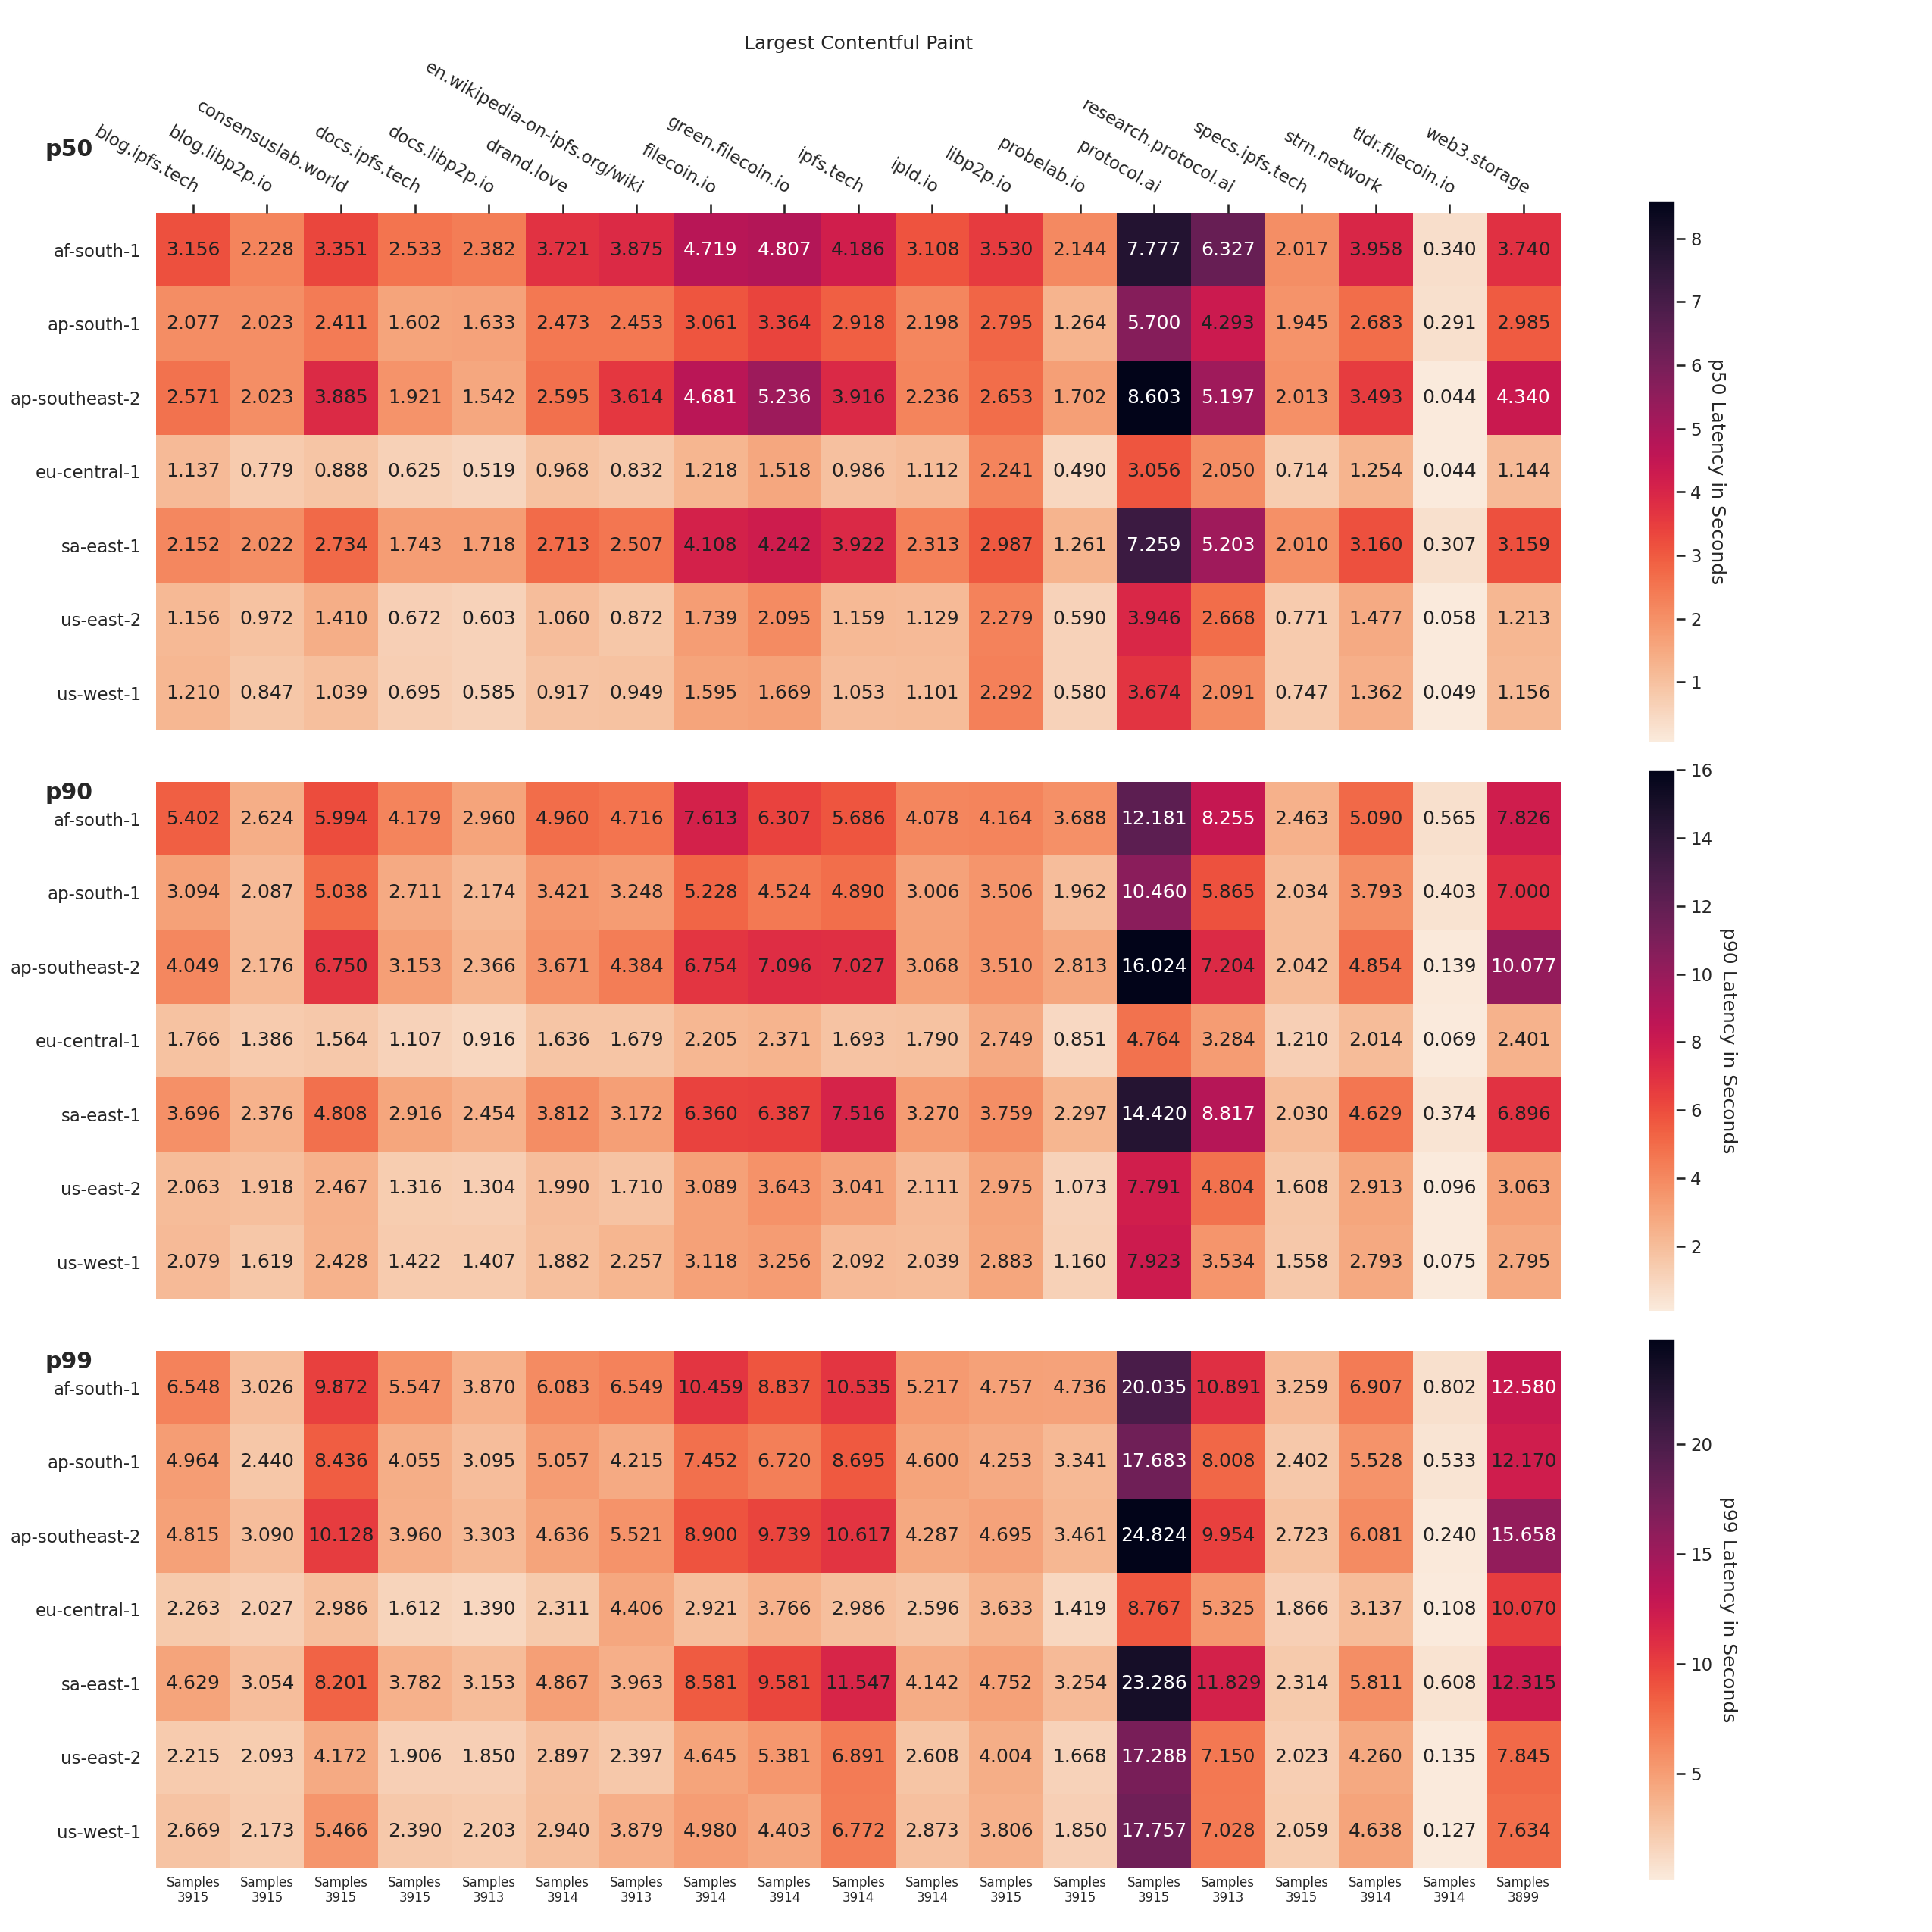 Largest Contentful Paint
p50
blog.ipfs.tech
blog.libp2p.io
consensuslab.world
docs.ipfs.tech
docs.libp2p.io
drand.love
en.wikipedia-on-ipfs.org/wiki
filecoin.io
green.filecoin.io
ipfs.tech
ipld.io
libp2p.io
probelab.io
protocol.ai
research.protocol.ai
specs.ipfs.tech
strn.network
tldr.filecoin.io
web3.storage
af-south-1 3.156 2.228 3.351 2.533 2.382 3.721 3.875 4.719 4.807 4.186 3.108 3.530 2.144 7.777 6.327 2.017 3.958 0.340 3.740
ap-south-1 2.077 2.023 2.411 1.602 1.633 2.473 2.453 3.061 3.364 2.918 2.198 2.795 1.264 5.700 4.293 1.945 2.683 0.291 2.985
ap-southeast-2 2.571 2.023 3.885 1.921 1.542 2.595 3.614 4.681 5.236 3.916 2.236 2.653 1.702 8.603 5.197 2.013 3.493 0.044 4.340
eu-central-1 1.137 0.779 0.888 0.625 0.519 0.968 0.832 1.218 1.518 0.986 1.112 2.241 0.490 3.056 2.050 0.714 1.254 0.044 1.144
sa-east-1 2.152 2.022 2.734 1.743 1.718 2.713 2.507 4.108 4.242 3.922 2.313 2.987 1.261 7.259 5.203 2.010 3.160 0.307 3.159
us-east-2 1.156 0.972 1.410 0.672 0.603 1.060 0.872 1.739 2.095 1.159 1.129 2.279 0.590 3.946 2.668 0.771 1.477 0.058 1.213
us-west-1 1.210 0.847 1.039 0.695 0.585 0.917 0.949 1.595 1.669 1.053 1.101 2.292 0.580 3.674 2.091 0.747 1.362 0.049 1.156
8
7
6
5
4
3
2
1
p50 Latency in Seconds
p90
af-south-1 5.402 2.624 5.994 4.179 2.960 4.960 4.716 7.613 6.307 5.686 4.078 4.164 3.688 12.181 8.255 2.463 5.090 0.565 7.826
ap-south-1 3.094 2.087 5.038 2.711 2.174 3.421 3.248 5.228 4.524 4.890 3.006 3.506 1.962 10.460 5.865 2.034 3.793 0.403 7.000
ap-southeast-2 4.049 2.176 6.750 3.153 2.366 3.671 4.384 6.754 7.096 7.027 3.068 3.510 2.813 16.024 7.204 2.042 4.854 0.139 10.077
eu-central-1 1.766 1.386 1.564 1.107 0.916 1.636 1.679 2.205 2.371 1.693 1.790 2.749 0.851 4.764 3.284 1.210 2.014 0.069 2.401
sa-east-1 3.696 2.376 4.808 2.916 2.454 3.812 3.172 6.360 6.387 7.516 3.270 3.759 2.297 14.420 8.817 2.030 4.629 0.374 6.896
us-east-2 2.063 1.918 2.467 1.316 1.304 1.990 1.710 3.089 3.643 3.041 2.111 2.975 1.073 7.791 4.804 1.608 2.913 0.096 3.063
us-west-1 2.079 1.619 2.428 1.422 1.407 1.882 2.257 3.118 3.256 2.092 2.039 2.883 1.160 7.923 3.534 1.558 2.793 0.075 2.795
16
14
12
10
8
6
4
2
p90 Latency in Seconds
p99
af-south-1 6.548 3.026 9.872 5.547 3.870 6.083 6.549 10.459 8.837 10.535 5.217 4.757 4.736 20.035 10.891 3.259 6.907 0.802 12.580
ap-south-1 4.964 2.440 8.436 4.055 3.095 5.057 4.215 7.452 6.720 8.695 4.600 4.253 3.341 17.683 8.008 2.402 5.528 0.533 12.170
ap-southeast-2 4.815 3.090 10.128 3.960 3.303 4.636 5.521 8.900 9.739 10.617 4.287 4.695 3.461 24.824 9.954 2.723 6.081 0.240 15.658
eu-central-1 2.263 2.027 2.986 1.612 1.390 2.311 4.406 2.921 3.766 2.986 2.596 3.633 1.419 8.767 5.325 1.866 3.137 0.108 10.070
sa-east-1 4.629 3.054 8.201 3.782 3.153 4.867 3.963 8.581 9.581 11.547 4.142 4.752 3.254 23.286 11.829 2.314 5.811 0.608 12.315
us-east-2 2.215 2.093 4.172 1.906 1.850 2.897 2.397 4.645 5.381 6.891 2.608 4.004 1.668 17.288 7.150 2.023 4.260 0.135 7.845
us-west-1 2.669 2.173 5.466 2.390 2.203 2.940 3.879 4.980 4.403 6.772 2.873 3.806 1.850 17.757 7.028 2.059 4.638 0.127 7.634
20
15
10
5
p99 Latency in Seconds
Samples Samples Samples Samples Samples Samples Samples Samples Samples Samples Samples Samples Samples Samples Samples Samples Samples Samples Samples
3915 3915 3915 3915 3913 3914 3913 3914 3914 3914 3914 3915 3915 3915 3913 3915 3914 3914 3899